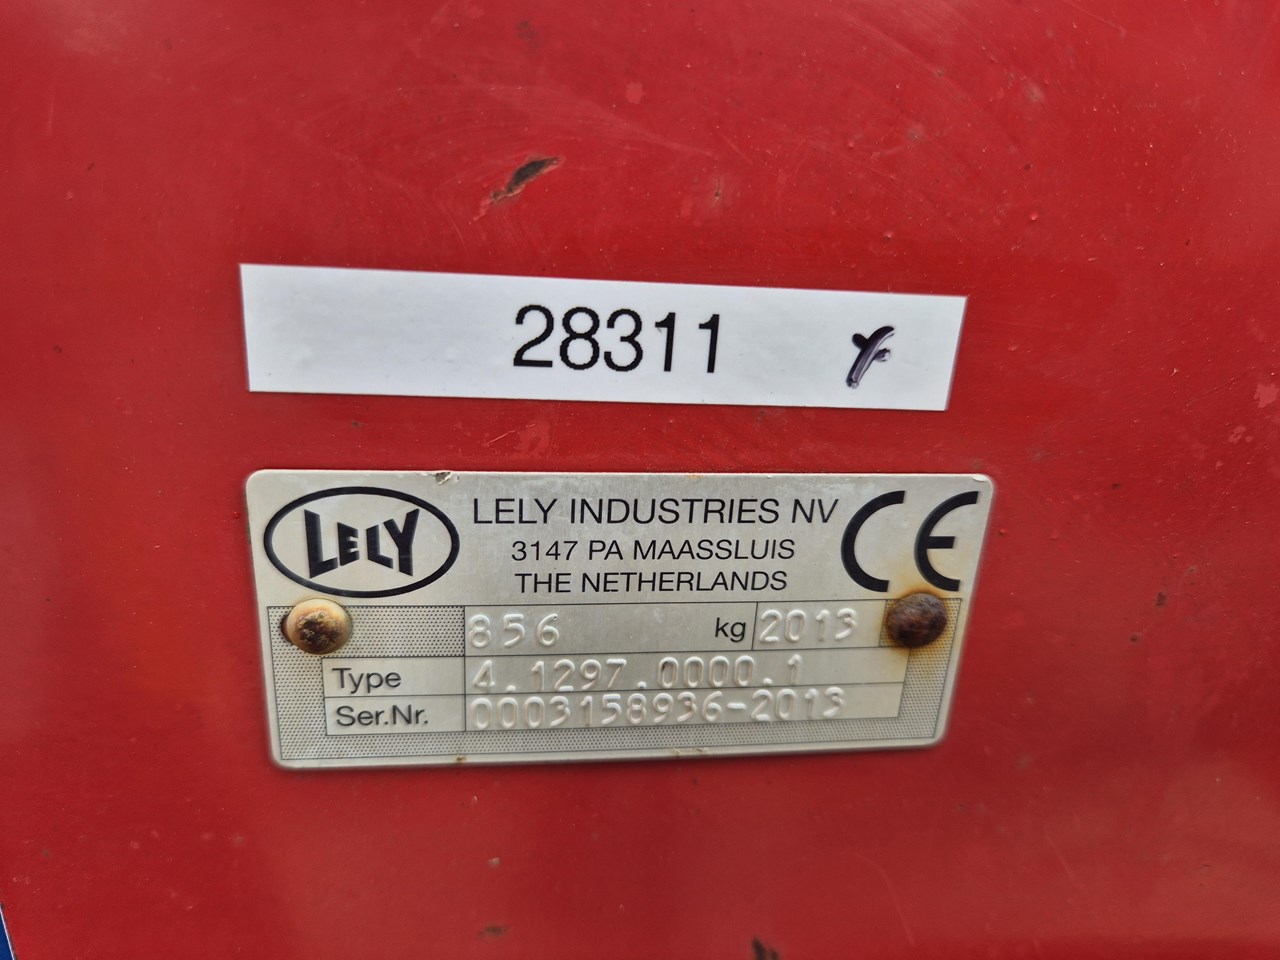 28311
LELY
LELY INDUSTRIES NV
3147 PA MAASSLUIS
THE NETHERLANDS
CE
856 kg 2013
Type 4.1297.0000.1
Ser.Nr. 0003158936-2013